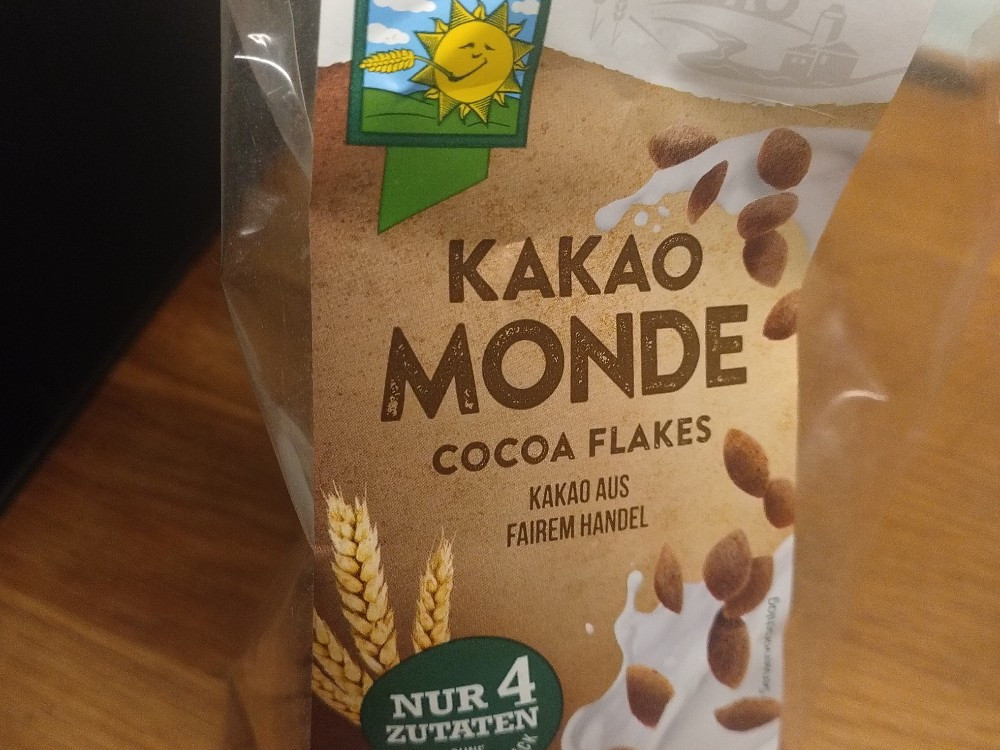 KAKAO
MONDE
COCOA FLAKES
KAKAO AUS
FAIREM HANDEL
NUR 4
ZUTATEN